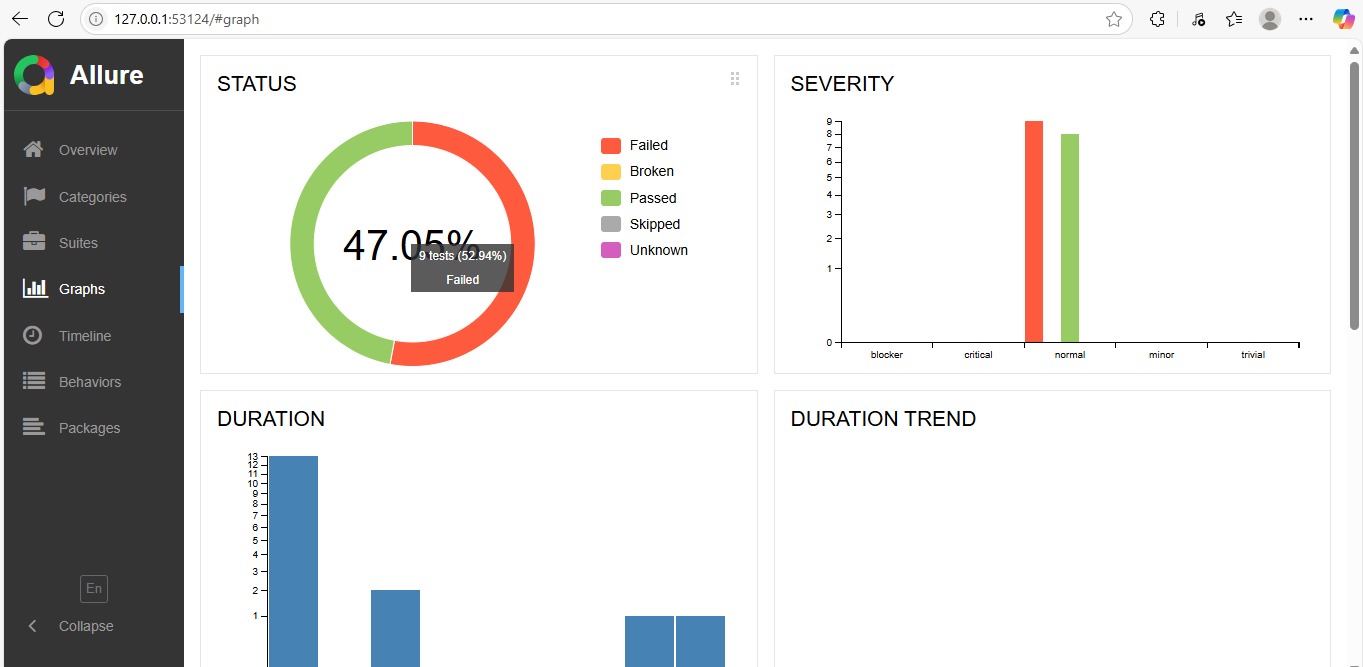 127.0.0.1:53124/#graph
Allure
Overview
Categories
Suites
Graphs
Timeline
Behaviors
Packages
En
Collapse
STATUS
47.05%
9 tests (52.94%)
Failed
Failed
Broken
Passed
Skipped
Unknown
SEVERITY
9
8
7
6
5
4
3
2
1
0
blocker
critical
normal
minor
trivial
DURATION
13
12
11
10
9
8
7
6
5
4
3
2
1
DURATION TREND